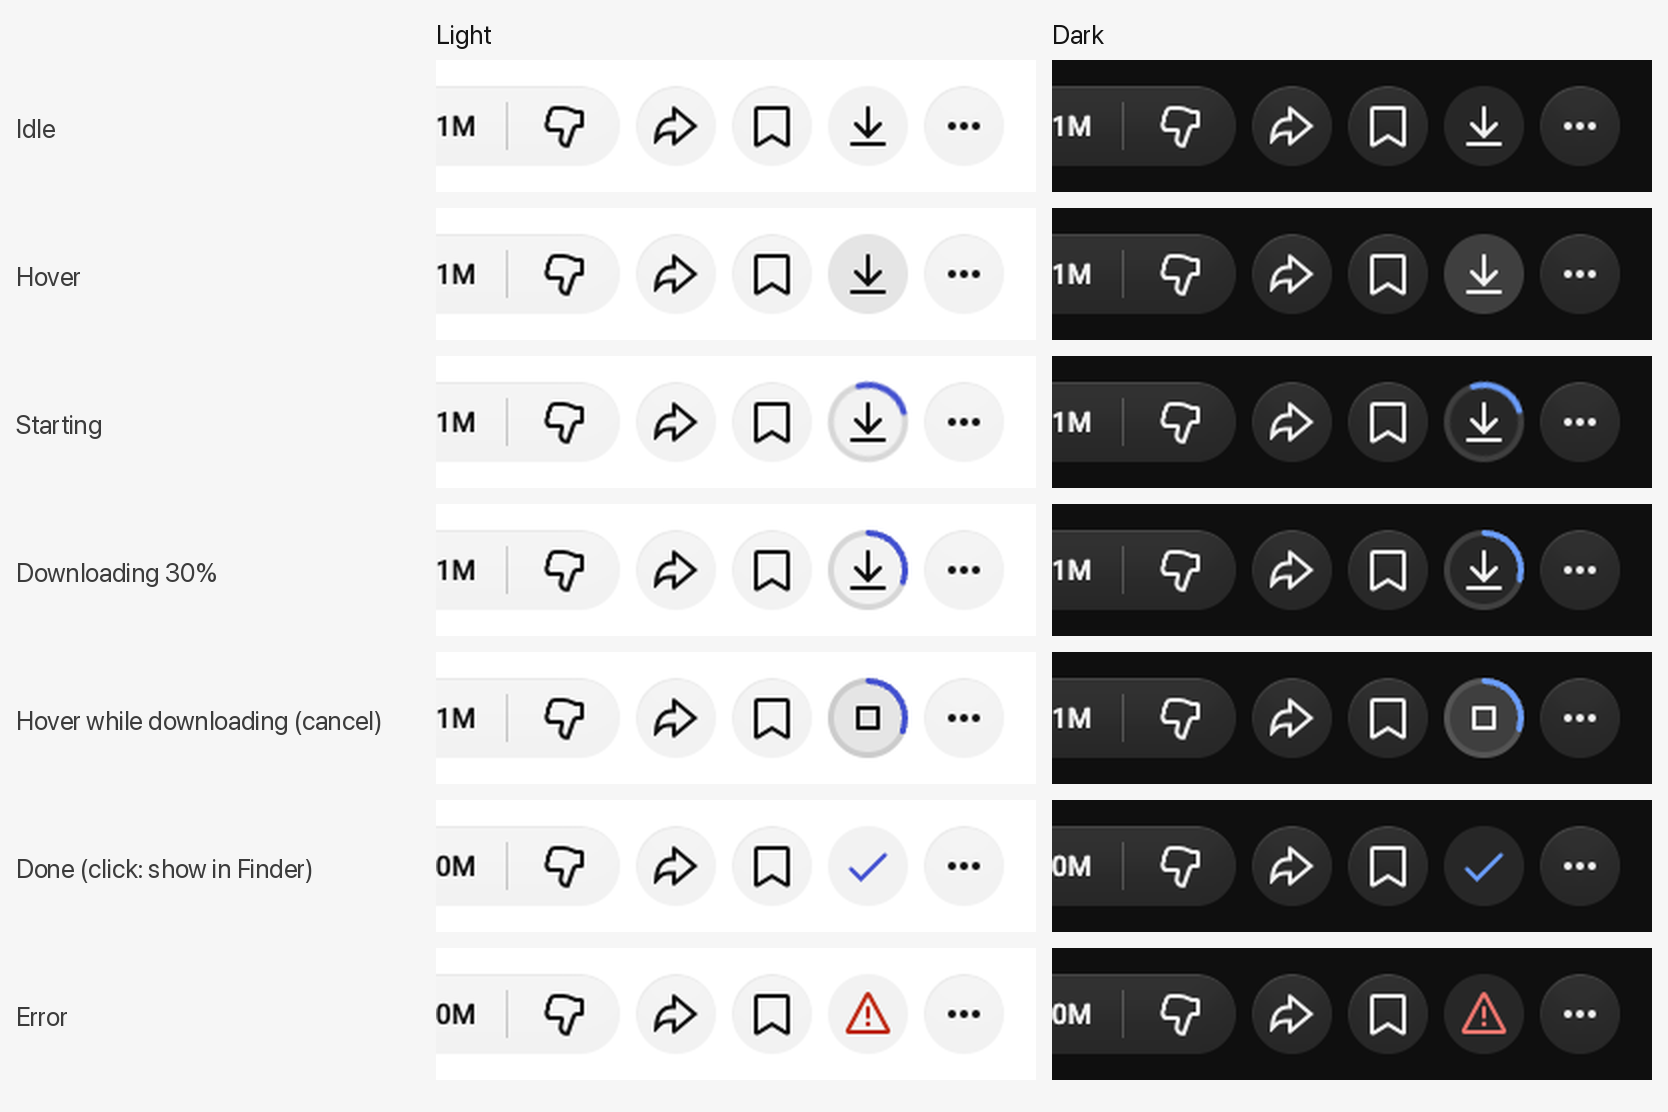 Light Dark
Idle 1M 1M
Hover 1M 1M
Starting 1M 1M
Downloading 30% 1M 1M
Hover while downloading (cancel) 1M 1M
Done (click: show in Finder) 0M 0M
Error 0M 0M